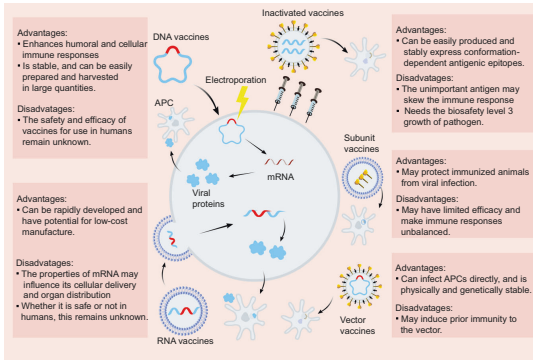 Advantages:
• Enhances humoral and cellular
immune responses
• Is stable, and can be easily
prepared and harvested
in large quantities.
Disadvatages:
• The safety and efficacy of
vaccines for use in humans
remain unknown.
Advantages:
• Can be rapidly developed and
have potential for low-cost
manufacture.
Disadvatages:
• The properties of mRNA may
influence its cellular delivery
and organ distribution
• Whether it is safe or not in
humans, this remains unknown.
DNA vaccines
Electroporation
APC
Viral
proteins
mRNA
RNA vaccines
Inactivated vaccines
Subunit
vaccines
Vector
vaccines
Advantages:
• Can be easily produced and
stably express conformation-
dependent antigenic epitopes.
Disadvatages:
• The unimportant antigen may
skew the immune response
• Needs the biosafety level 3
growth of pathogen.
Advantages:
• May protect immunized animals
from viral infection.
Disadvatages:
• May have limited efficacy and
make immune responses
unbalanced.
Advantages:
• Can infect APCs directly, and is
physically and genetically stable.
Disadvatages:
• May induce prior immunity to
the vector.